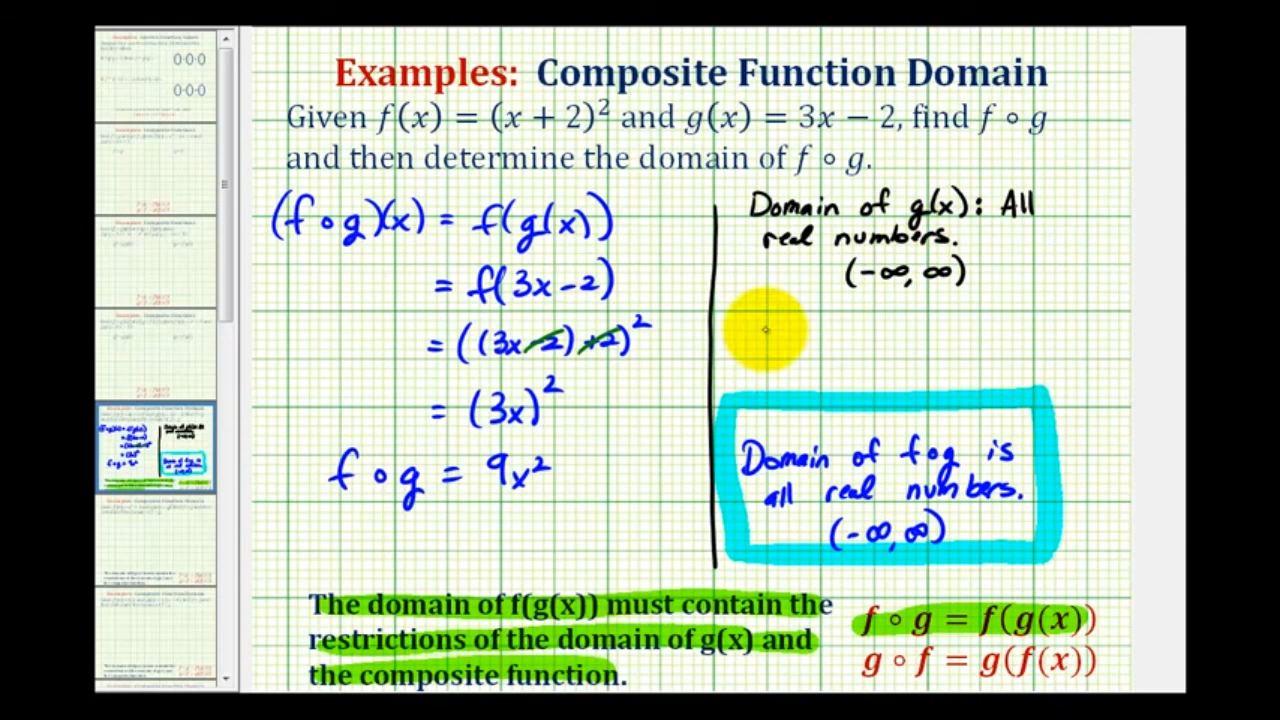 Examples: Composite Function Domain
Given f(x) = (x + 2)² and g(x) = 3x − 2, find f ∘ g
and then determine the domain of f ∘ g.
(f∘g)(x) = f(g(x))
= f(3x-2)
= ((3x-2)+2)²
= (3x)²
f∘g = 9x²
Domain of g(x): All
real numbers.
(-∞, ∞)
Domain of f∘g is
all real numbers.
(-∞, ∞)
The domain of f(g(x)) must contain the
restrictions of the domain of g(x) and
the composite function.
f ∘ g = f(g(x))
g ∘ f = g(f(x))